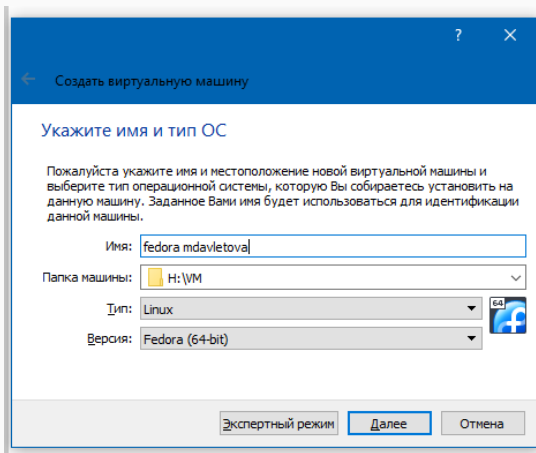 ?
Создать виртуальную машину
Укажите имя и тип ОС
Пожалуйста укажите имя и местоположение новой виртуальной машины и
выберите тип операционной системы, которую Вы собираетесь установить на
данную машину. Заданное Вами имя будет использоваться для идентификации
данной машины.
Имя: fedora mdavletova
Папка машины: H:\VM
Тип: Linux
64
Версия: Fedora (64-bit)
Экспертный режим Далее Отмена